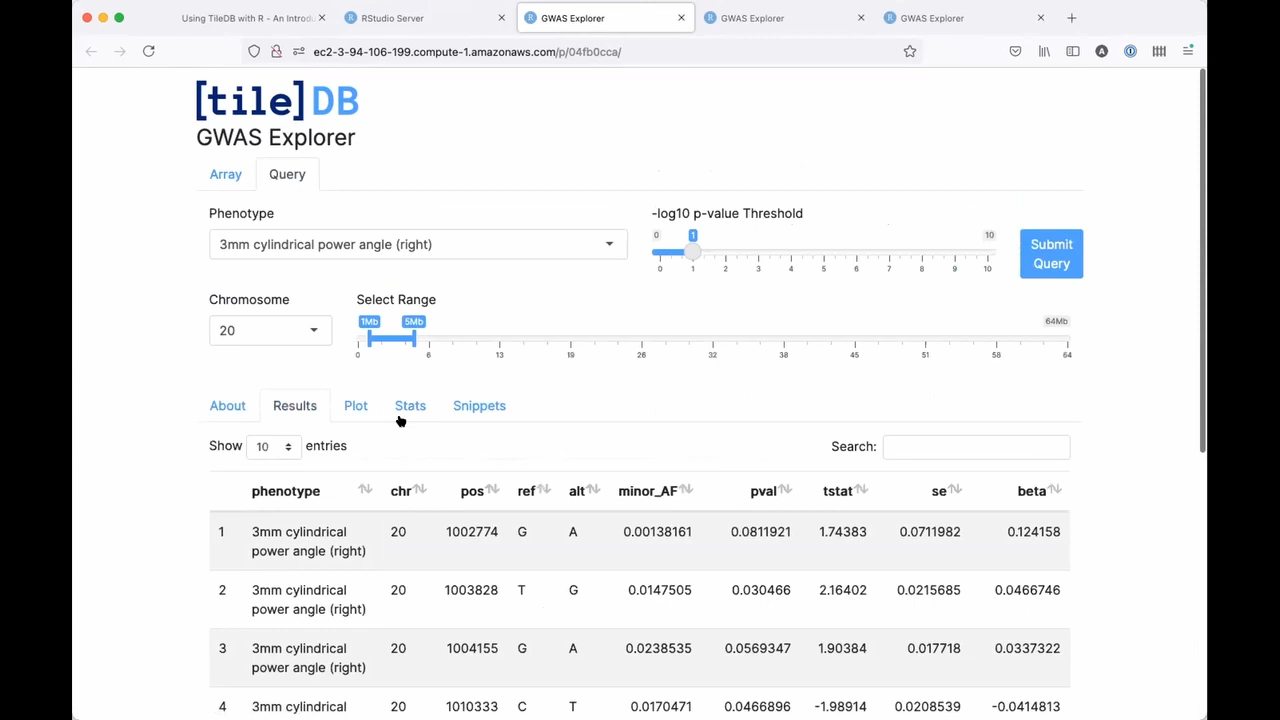 Using TileDB with R - An Introdu
RStudio Server
GWAS Explorer
GWAS Explorer
GWAS Explorer
ec2-3-94-106-199.compute-1.amazonaws.com/p/04fb0cca/
[tile]DB
GWAS Explorer
Array
Query
Phenotype
-log10 p-value Threshold
3mm cylindrical power angle (right)
0 1 10
0 1 2 3 4 5 6 7 8 9 10
Submit
Query
Chromosome
Select Range
20
1Mb 5Mb 64Mb
0 6 13 19 26 32 38 45 51 58 64
About Results Plot Stats Snippets
Show 10 entries
Search:
phenotype chr pos ref alt minor_AF pval tstat se beta
1 3mm cylindrical 20 1002774 G A 0.00138161 0.0811921 1.74383 0.0711982 0.124158
power angle (right)
2 3mm cylindrical 20 1003828 T G 0.0147505 0.030466 2.16402 0.0215685 0.0466746
power angle (right)
3 3mm cylindrical 20 1004155 G A 0.0238535 0.0569347 1.90384 0.017718 0.0337322
power angle (right)
4 3mm cylindrical 20 1010333 C T 0.0170471 0.0466896 -1.98914 0.0208539 -0.0414813